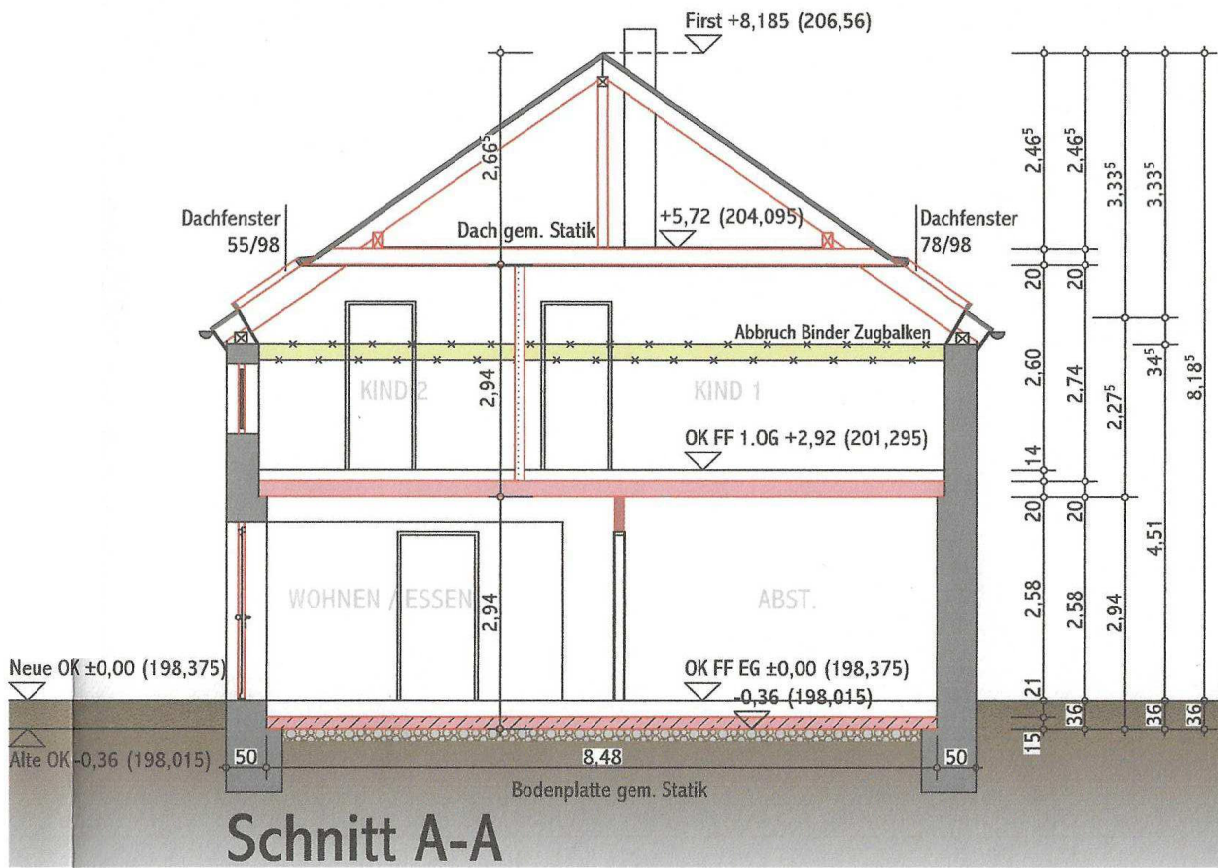 First +8,185 (206,56)
2,66⁵
Dachfenster
55/98
Dach gem. Statik
+5,72 (204,095)
Dachfenster
78/98
Abbruch Binder Zugbalken
KIND 2
2,94
KIND 1
OK FF 1.OG +2,92 (201,295)
WOHNEN / ESSEN
2,94
ABST.
Neue OK ±0,00 (198,375)
OK FF EG ±0,00 (198,375)
-0,36 (198,015)
Alte OK -0,36 (198,015)
50
8,48
50
Bodenplatte gem. Statik
Schnitt A-A
2,46⁵
20
2,60
14
20
2,58
21
15
2,46⁵
20
2,74
20
2,58
36
3,33⁵
2,27⁵
2,94
3,33⁵
34⁵
4,51
36
8,18⁵
36